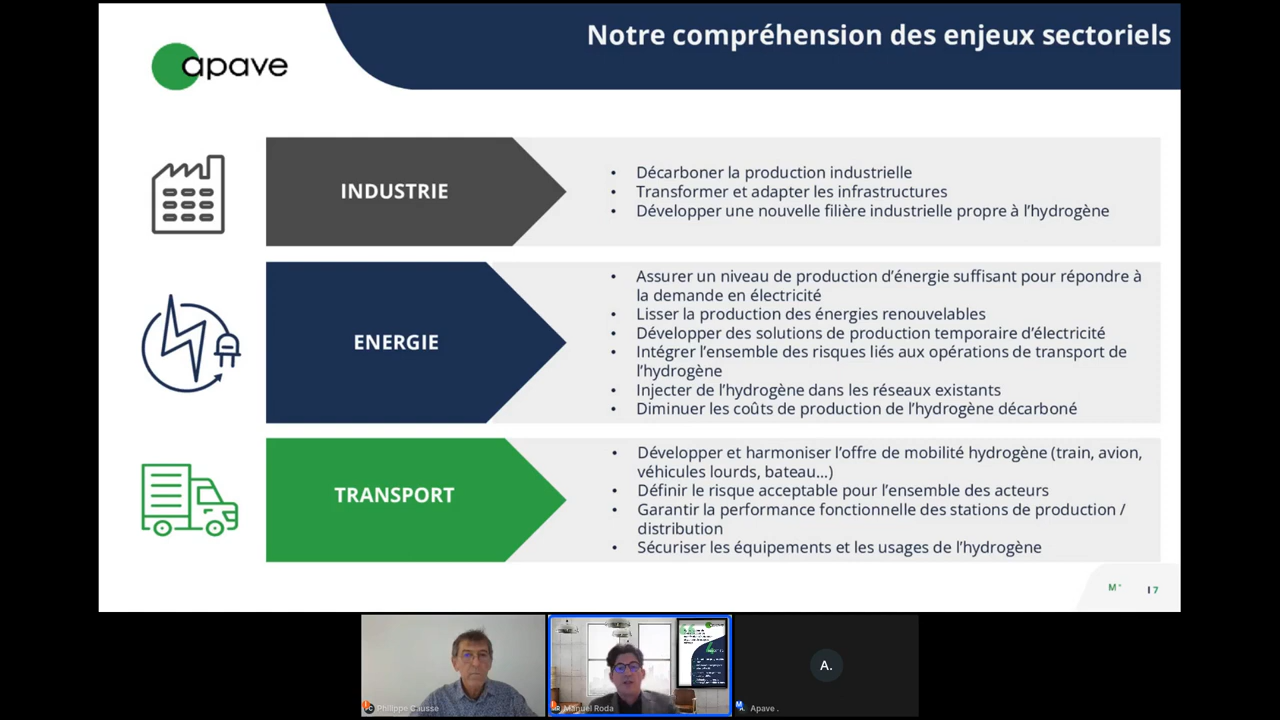 Notre compréhension des enjeux sectoriels
apave
INDUSTRIE
• Décarboner la production industrielle
• Transformer et adapter les infrastructures
• Développer une nouvelle filière industrielle propre à l'hydrogène
ENERGIE
• Assurer un niveau de production d'énergie suffisant pour répondre à
la demande en électricité
• Lisser la production des énergies renouvelables
• Développer des solutions de production temporaire d'électricité
• Intégrer l'ensemble des risques liés aux opérations de transport de
l'hydrogène
• Injecter de l'hydrogène dans les réseaux existants
• Diminuer les coûts de production de l'hydrogène décarboné
TRANSPORT
• Développer et harmoniser l'offre de mobilité hydrogène (train, avion,
véhicules lourds, bateau...)
• Définir le risque acceptable pour l'ensemble des acteurs
• Garantir la performance fonctionnelle des stations de production /
distribution
• Sécuriser les équipements et les usages de l'hydrogène
I 7
A.
Philippe Causse
Manuel Roda
Apave .